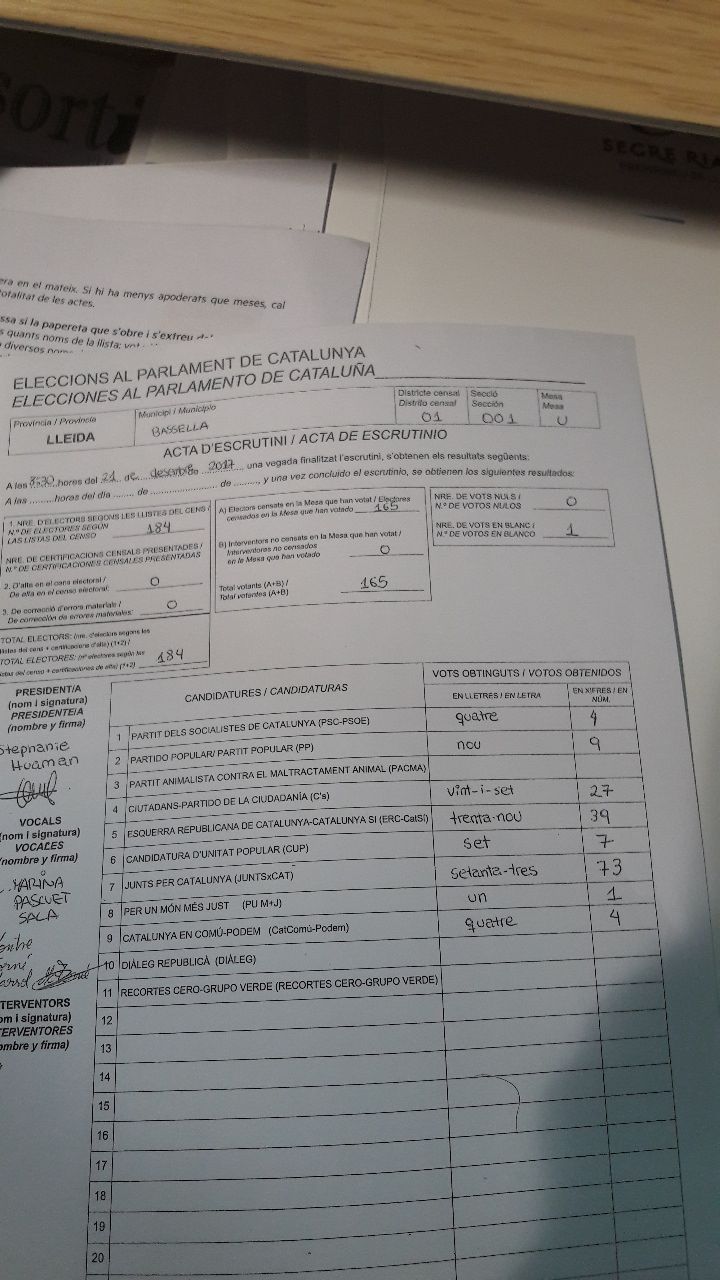 sorti
SEGRE RIA
era en el mateix. Si hi ha menys apoderats que meses, cal
totalitat de les actes.
ssa si la papereta que s'obre i s'extreu
s quants noms de la llista; vot
diversos noms
ELECCIONS AL PARLAMENT DE CATALUNYA
ELECCIONES AL PARLAMENTO DE CATALUÑA
Província / Provincia
LLEIDA
Municipi / Municipio
BASSELLA
Districte censal
Distrito censal
01
Secció
Sección
001
Mesa
Mesa
U
ACTA D'ESCRUTINI / ACTA DE ESCRUTINIO
A les 8:30 hores del 21 de desembre de 2017 una vegada finalitzat l'escrutini, s'obtenen els resultats següents:
A las ........horas del día ....... de ..................... de ........, y una vez concluido el escrutinio, se obtienen los siguientes resultados:
1. NRE. D'ELECTORS SEGONS LES LLISTES DEL CENS /
N.º DE ELECTORES SEGÚN
LAS LISTAS DEL CENSO 184
NRE. DE CERTIFICACIONS CENSALS PRESENTADES /
N.º DE CERTIFICACIONES CENSALES PRESENTADAS
2. D'alta en el cens electoral /
De alta en el censo electoral: 0
3. De correcció d'errors materials /
De corrección de errores materiales: 0
TOTAL ELECTORS: (nre. d'electors segons les
llistes del cens + certificacions d'alta) (1+2) /
TOTAL ELECTORES: (nº electores según las
listas del censo + certificaciones de alta) (1+2) 184
A) Electors censats en la Mesa que han votat / Electores
censados en la Mesa que han votado 165
B) Interventors no censats en la Mesa que han votat /
Interventores no censados
en la Mesa que han votado 0
Total votants (A+B) /
Total votantes (A+B) 165
NRE. DE VOTS NULS /
N.º DE VOTOS NULOS 0
NRE. DE VOTS EN BLANC /
N.º DE VOTOS EN BLANCO 1
PRESIDENT/A
(nom i signatura)
PRESIDENTE/A
(nombre y firma)
Stephanie
Huaman
VOCALS
(nom i signatura)
VOCALES
(nombre y firma)
MARINA
PASCUET
SALA
TERVENTORS
om i signatura)
TERVENTORES
ombre y firma)
CANDIDATURES / CANDIDATURAS
VOTS OBTINGUTS / VOTOS OBTENIDOS
EN LLETRES / EN LETRA
EN XIFRES / EN NÚM.
1 PARTIT DELS SOCIALISTES DE CATALUNYA (PSC-PSOE) quatre 4
2 PARTIDO POPULAR/ PARTIT POPULAR (PP) nou 9
3 PARTIT ANIMALISTA CONTRA EL MALTRACTAMENT ANIMAL (PACMA)
4 CIUTADANS-PARTIDO DE LA CIUDADANÍA (C's) vint-i-set 27
5 ESQUERRA REPUBLICANA DE CATALUNYA-CATALUNYA SI (ERC-CatSÍ) trenta-nou 39
6 CANDIDATURA D'UNITAT POPULAR (CUP) set 7
7 JUNTS PER CATALUNYA (JUNTSxCAT) setanta-tres 73
8 PER UN MÓN MÉS JUST (PU M+J) un 1
9 CATALUNYA EN COMÚ-PODEM (CatComú-Podem) quatre 4
10 DIÀLEG REPUBLICÀ (DIÀLEG)
11 RECORTES CERO-GRUPO VERDE (RECORTES CERO-GRUPO VERDE)
12
13
14
15
16
17
18
19
20